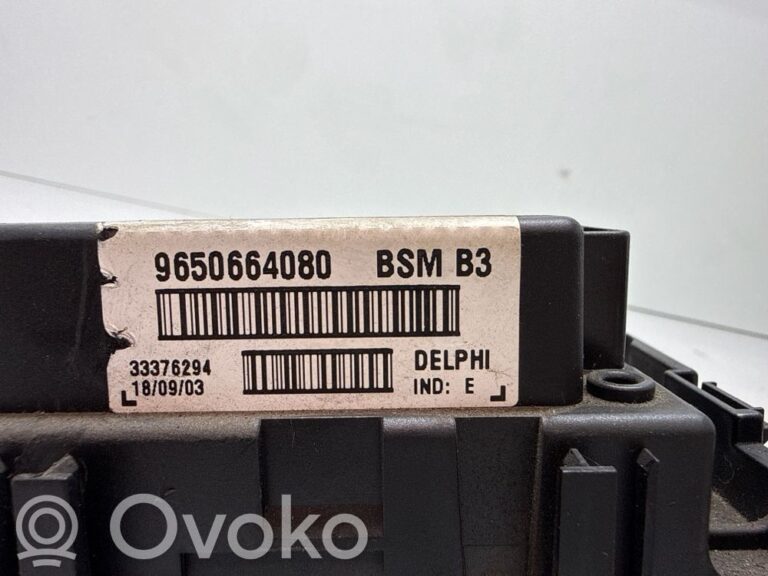 9650664080 BSM B3
33376294 DELPHI
18/09/03 IND: E
Ovoko